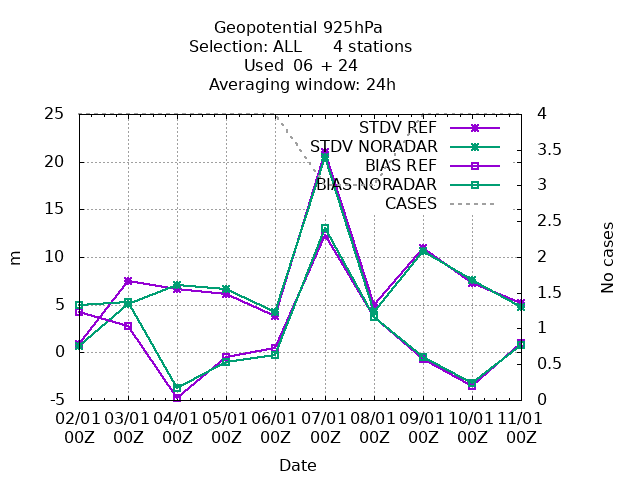 Geopotential 925hPa
Selection: ALL 4 stations
Used 06 + 24
Averaging window: 24h
25
20
15
10
5
0
-5
m
4
3.5
3
2.5
2
1.5
1
0.5
0
No cases
STDV REF
STDV NORADAR
BIAS REF
BIAS NORADAR
CASES
02/01 03/01 04/01 05/01 06/01 07/01 08/01 09/01 10/01 11/01
00Z 00Z 00Z 00Z 00Z 00Z 00Z 00Z 00Z 00Z
Date